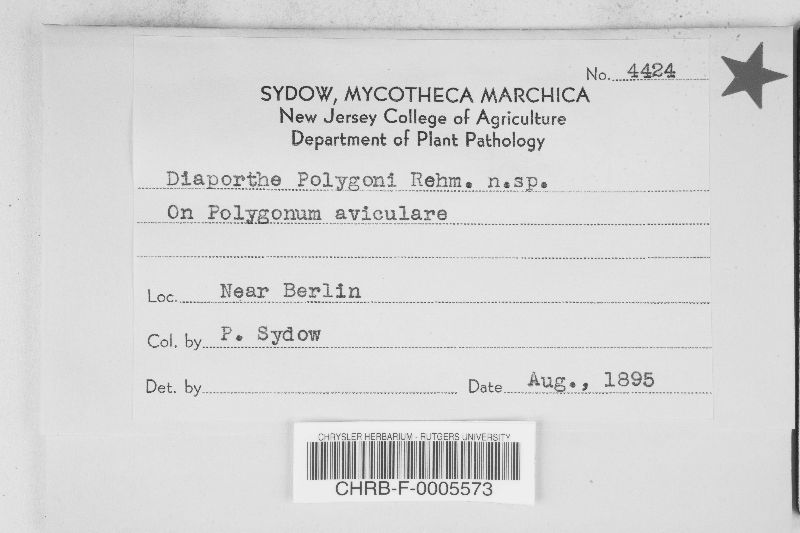 No. 4424
SYDOW, MYCOTHECA MARCHICA
New Jersey College of Agriculture
Department of Plant Pathology
Diaporthe Polygoni Rehm. n.sp.
On Polygonum aviculare
Loc. Near Berlin
Col. by P. Sydow
Det. by Date Aug., 1895
CHRYSLER HERBARIUM - RUTGERS UNIVERSITY
CHRB-F-0005573